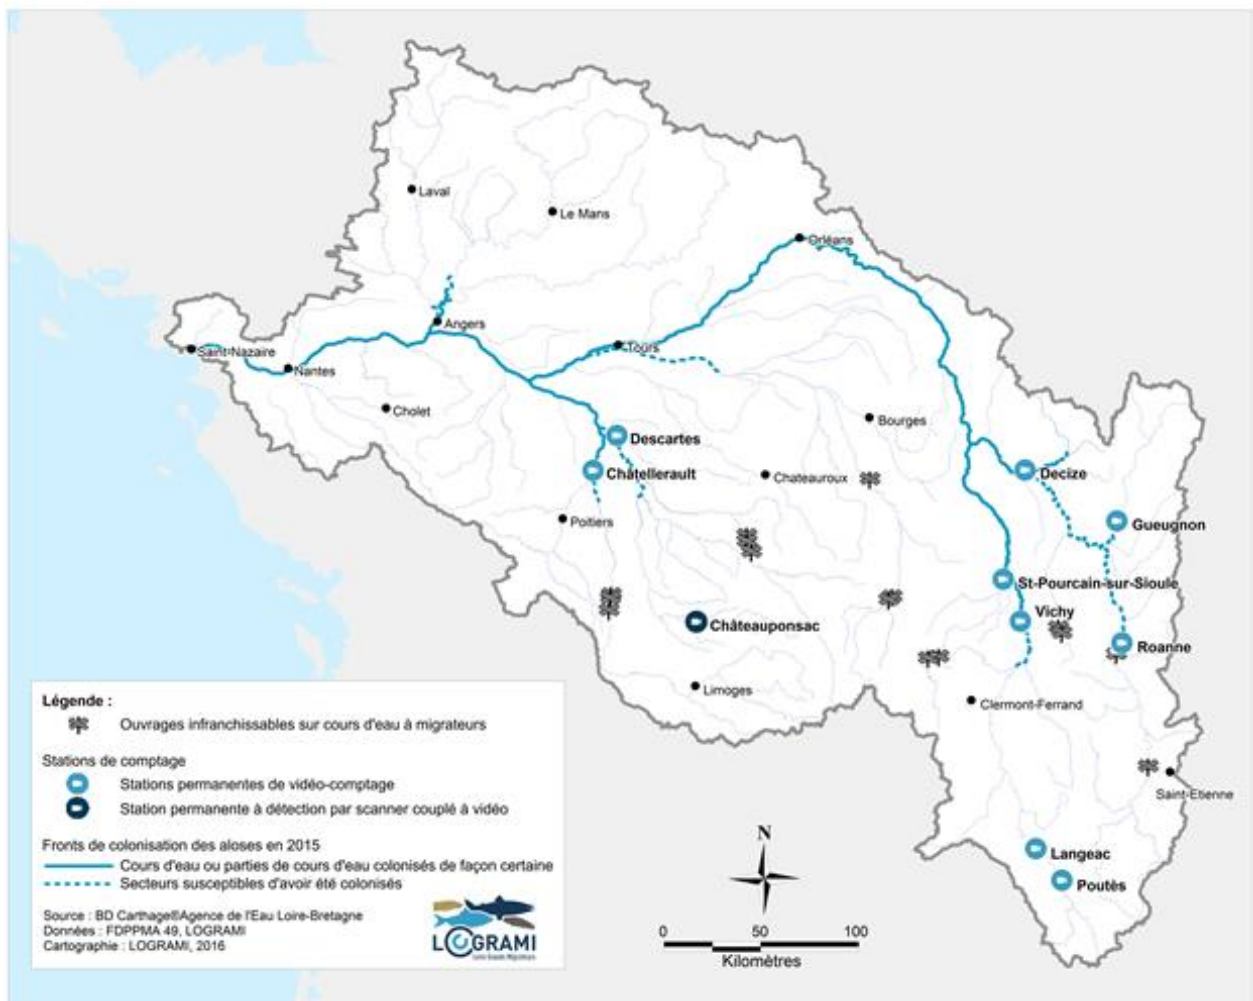 Laval
Le Mans
Orléans
Angers
Saint-Nazaire
Tours
Nantes
Cholet
Bourges
Descartes
Châtellerault
Chateauroux
Decize
Poitiers
Gueugnon
St-Pourcain-sur-Sioule
Vichy
Châteauponsac
Roanne
Limoges
Clermont-Ferrand
Saint-Etienne
Langeac
Poutès
Légende :
Ouvrages infranchissables sur cours d'eau à migrateurs
Stations de comptage
Stations permanentes de vidéo-comptage
Station permanente à détection par scanner couplé à vidéo
Fronts de colonisation des aloses en 2015
Cours d'eau ou parties de cours d'eau colonisés de façon certaine
Secteurs susceptibles d'avoir été colonisés
Source : BD Carthage®Agence de l'Eau Loire-Bretagne
Données : FDPPMA 49, LOGRAMI
Cartographie : LOGRAMI, 2016
LOGRAMI
Loire Grands Migrateurs
N
0 50 100
Kilomètres